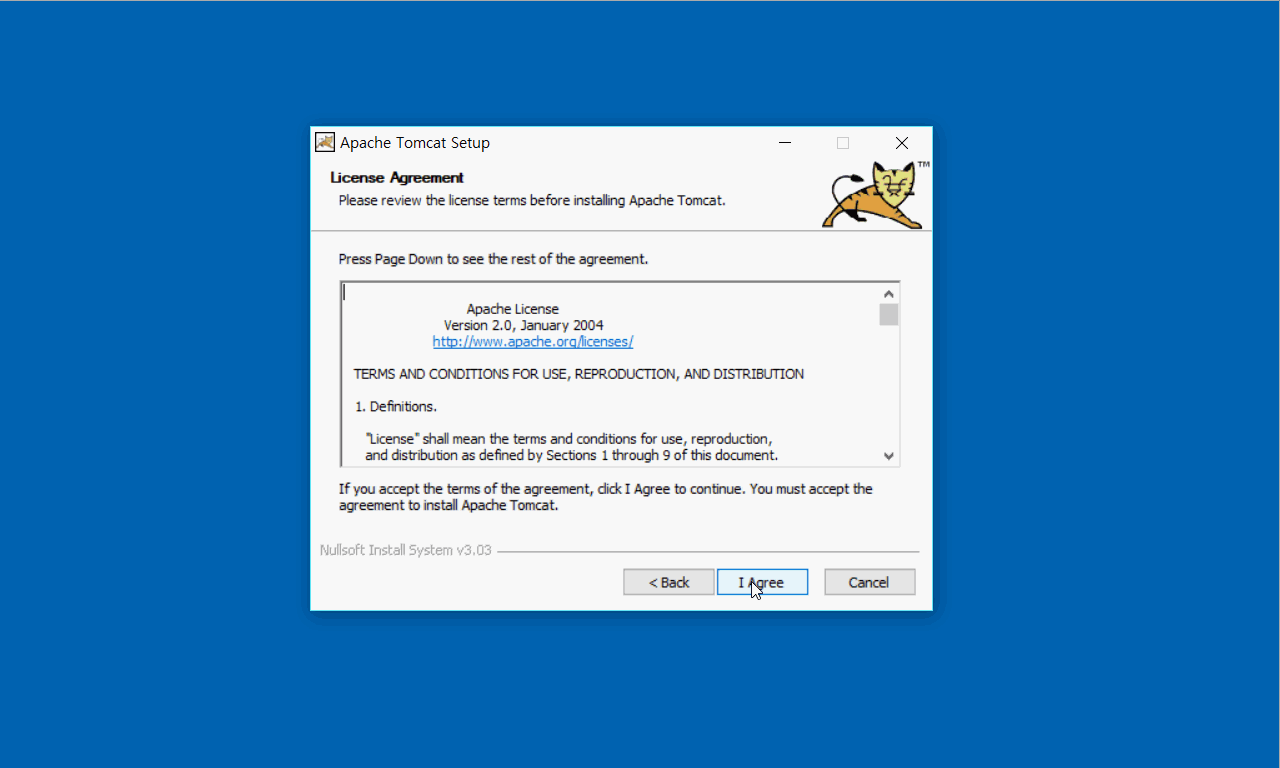 Apache Tomcat Setup
License Agreement
TM
Please review the license terms before installing Apache Tomcat.
Press Page Down to see the rest of the agreement.
Apache License
Version 2.0, January 2004
http://www.apache.org/licenses/
TERMS AND CONDITIONS FOR USE, REPRODUCTION, AND DISTRIBUTION
1. Definitions.
"License" shall mean the terms and conditions for use, reproduction,
and distribution as defined by Sections 1 through 9 of this document.
If you accept the terms of the agreement, click I Agree to continue. You must accept the
agreement to install Apache Tomcat.
Nullsoft Install System v3.03
< Back I Agree Cancel